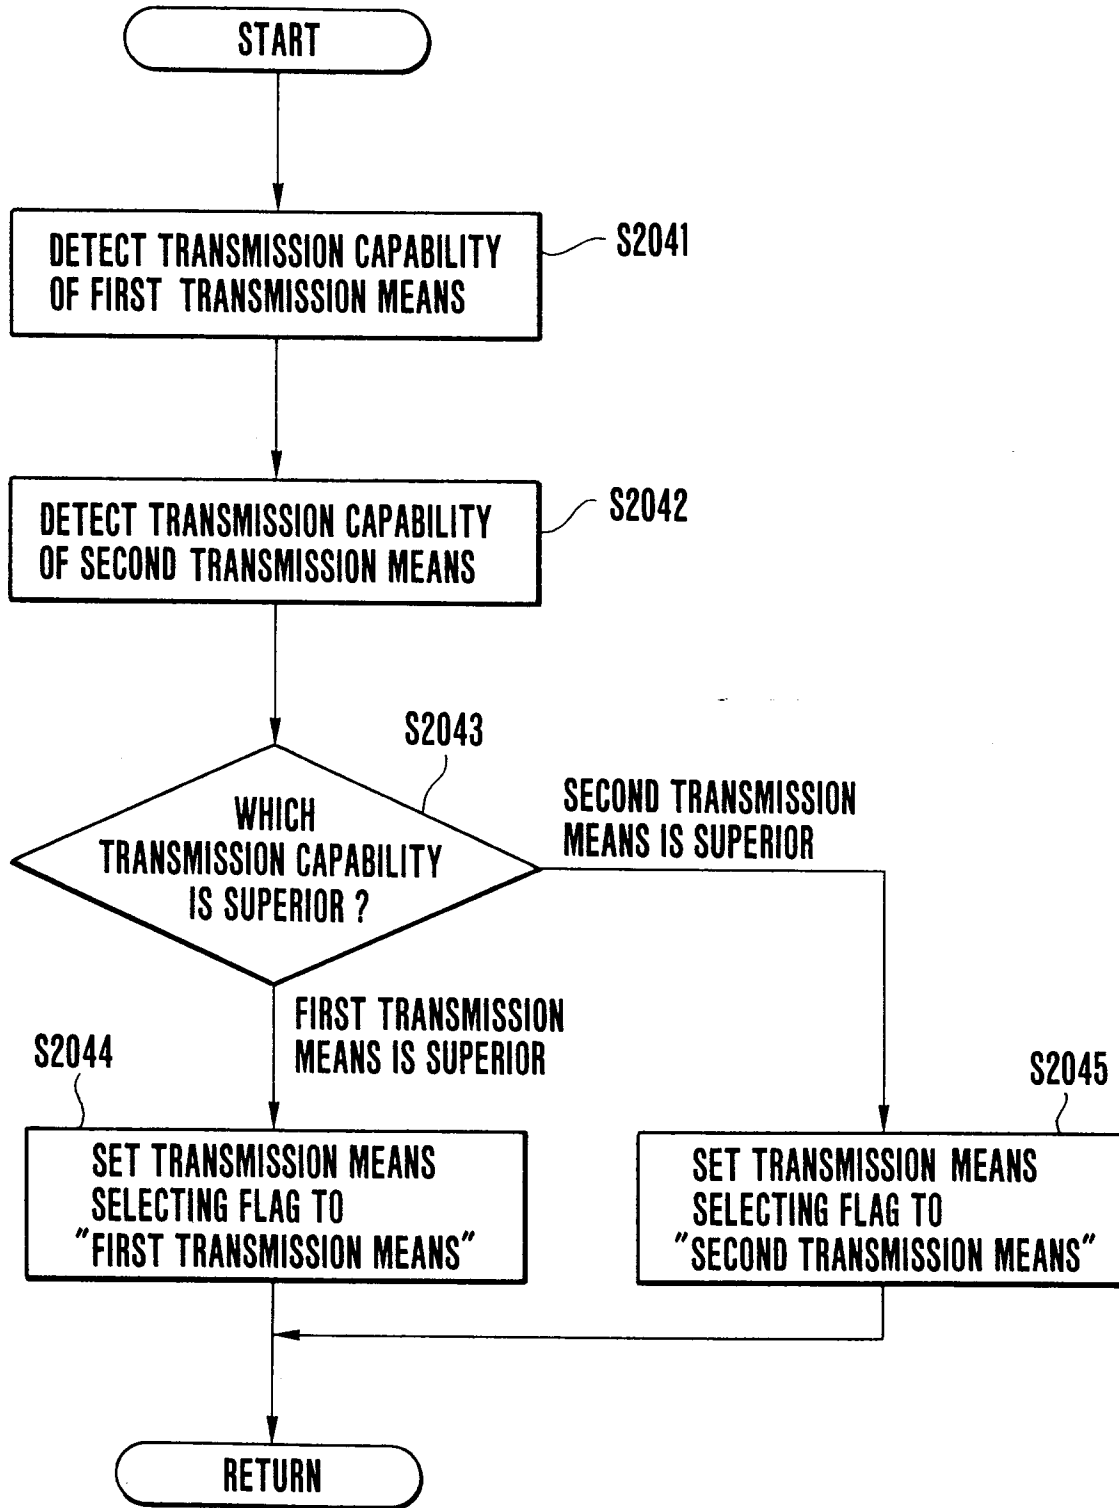 START
DETECT TRANSMISSION CAPABILITY
OF FIRST TRANSMISSION MEANS
S2041
DETECT TRANSMISSION CAPABILITY
OF SECOND TRANSMISSION MEANS
S2042
S2043
WHICH
TRANSMISSION CAPABILITY
IS SUPERIOR ?
SECOND TRANSMISSION
MEANS IS SUPERIOR
FIRST TRANSMISSION
MEANS IS SUPERIOR
S2044
SET TRANSMISSION MEANS
SELECTING FLAG TO
"FIRST TRANSMISSION MEANS"
S2045
SET TRANSMISSION MEANS
SELECTING FLAG TO
"SECOND TRANSMISSION MEANS"
RETURN